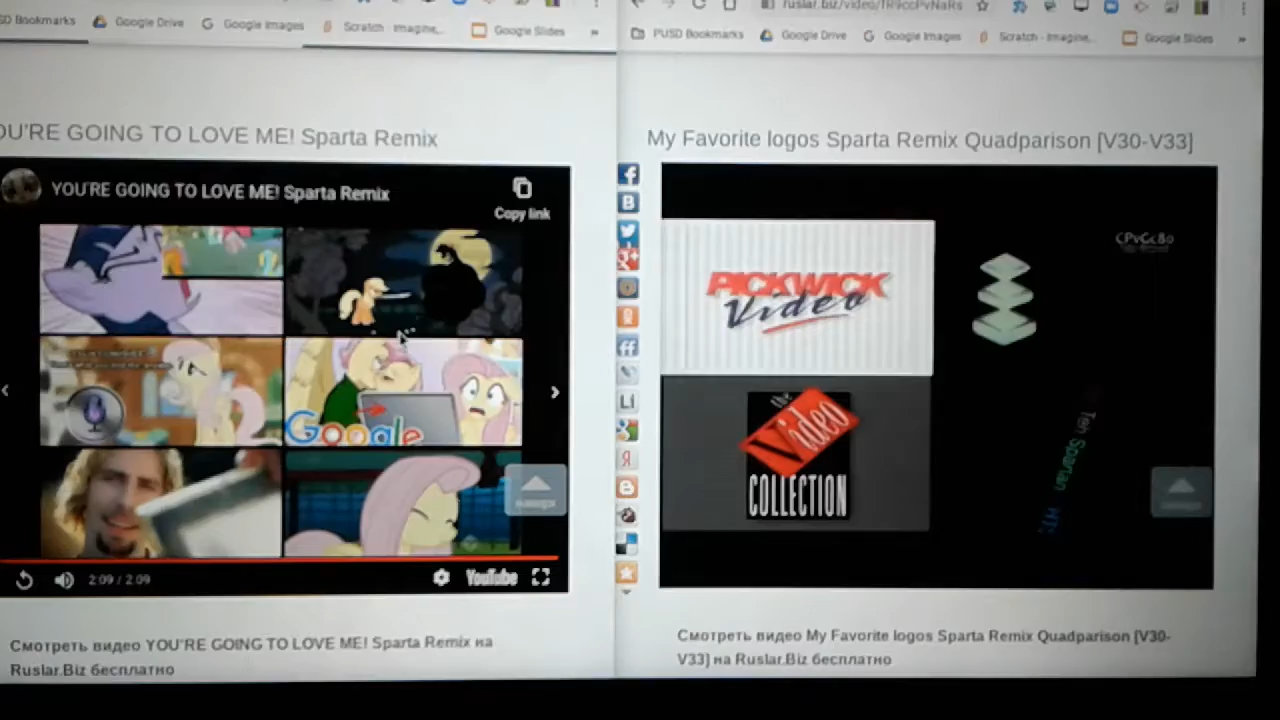 SD Bookmarks Google Drive Google Images Scratch - Imagine,... Google Slides »
OU'RE GOING TO LOVE ME! Sparta Remix
YOU'RE GOING TO LOVE ME! Sparta Remix
Copy link
Google
2:09 / 2:09
YouTube
Смотреть видео YOU'RE GOING TO LOVE ME! Sparta Remix на
Ruslar.Biz бесплатно
PUSD Bookmarks Google Drive Google Images Scratch - Imagine,... Google Slides »
My Favorite logos Sparta Remix Quadparison [V30-V33]
PICKWICK
Video
the
Video
COLLECTION
Смотреть видео My Favorite logos Sparta Remix Quadparison [V30-
V33] на Ruslar.Biz бесплатно